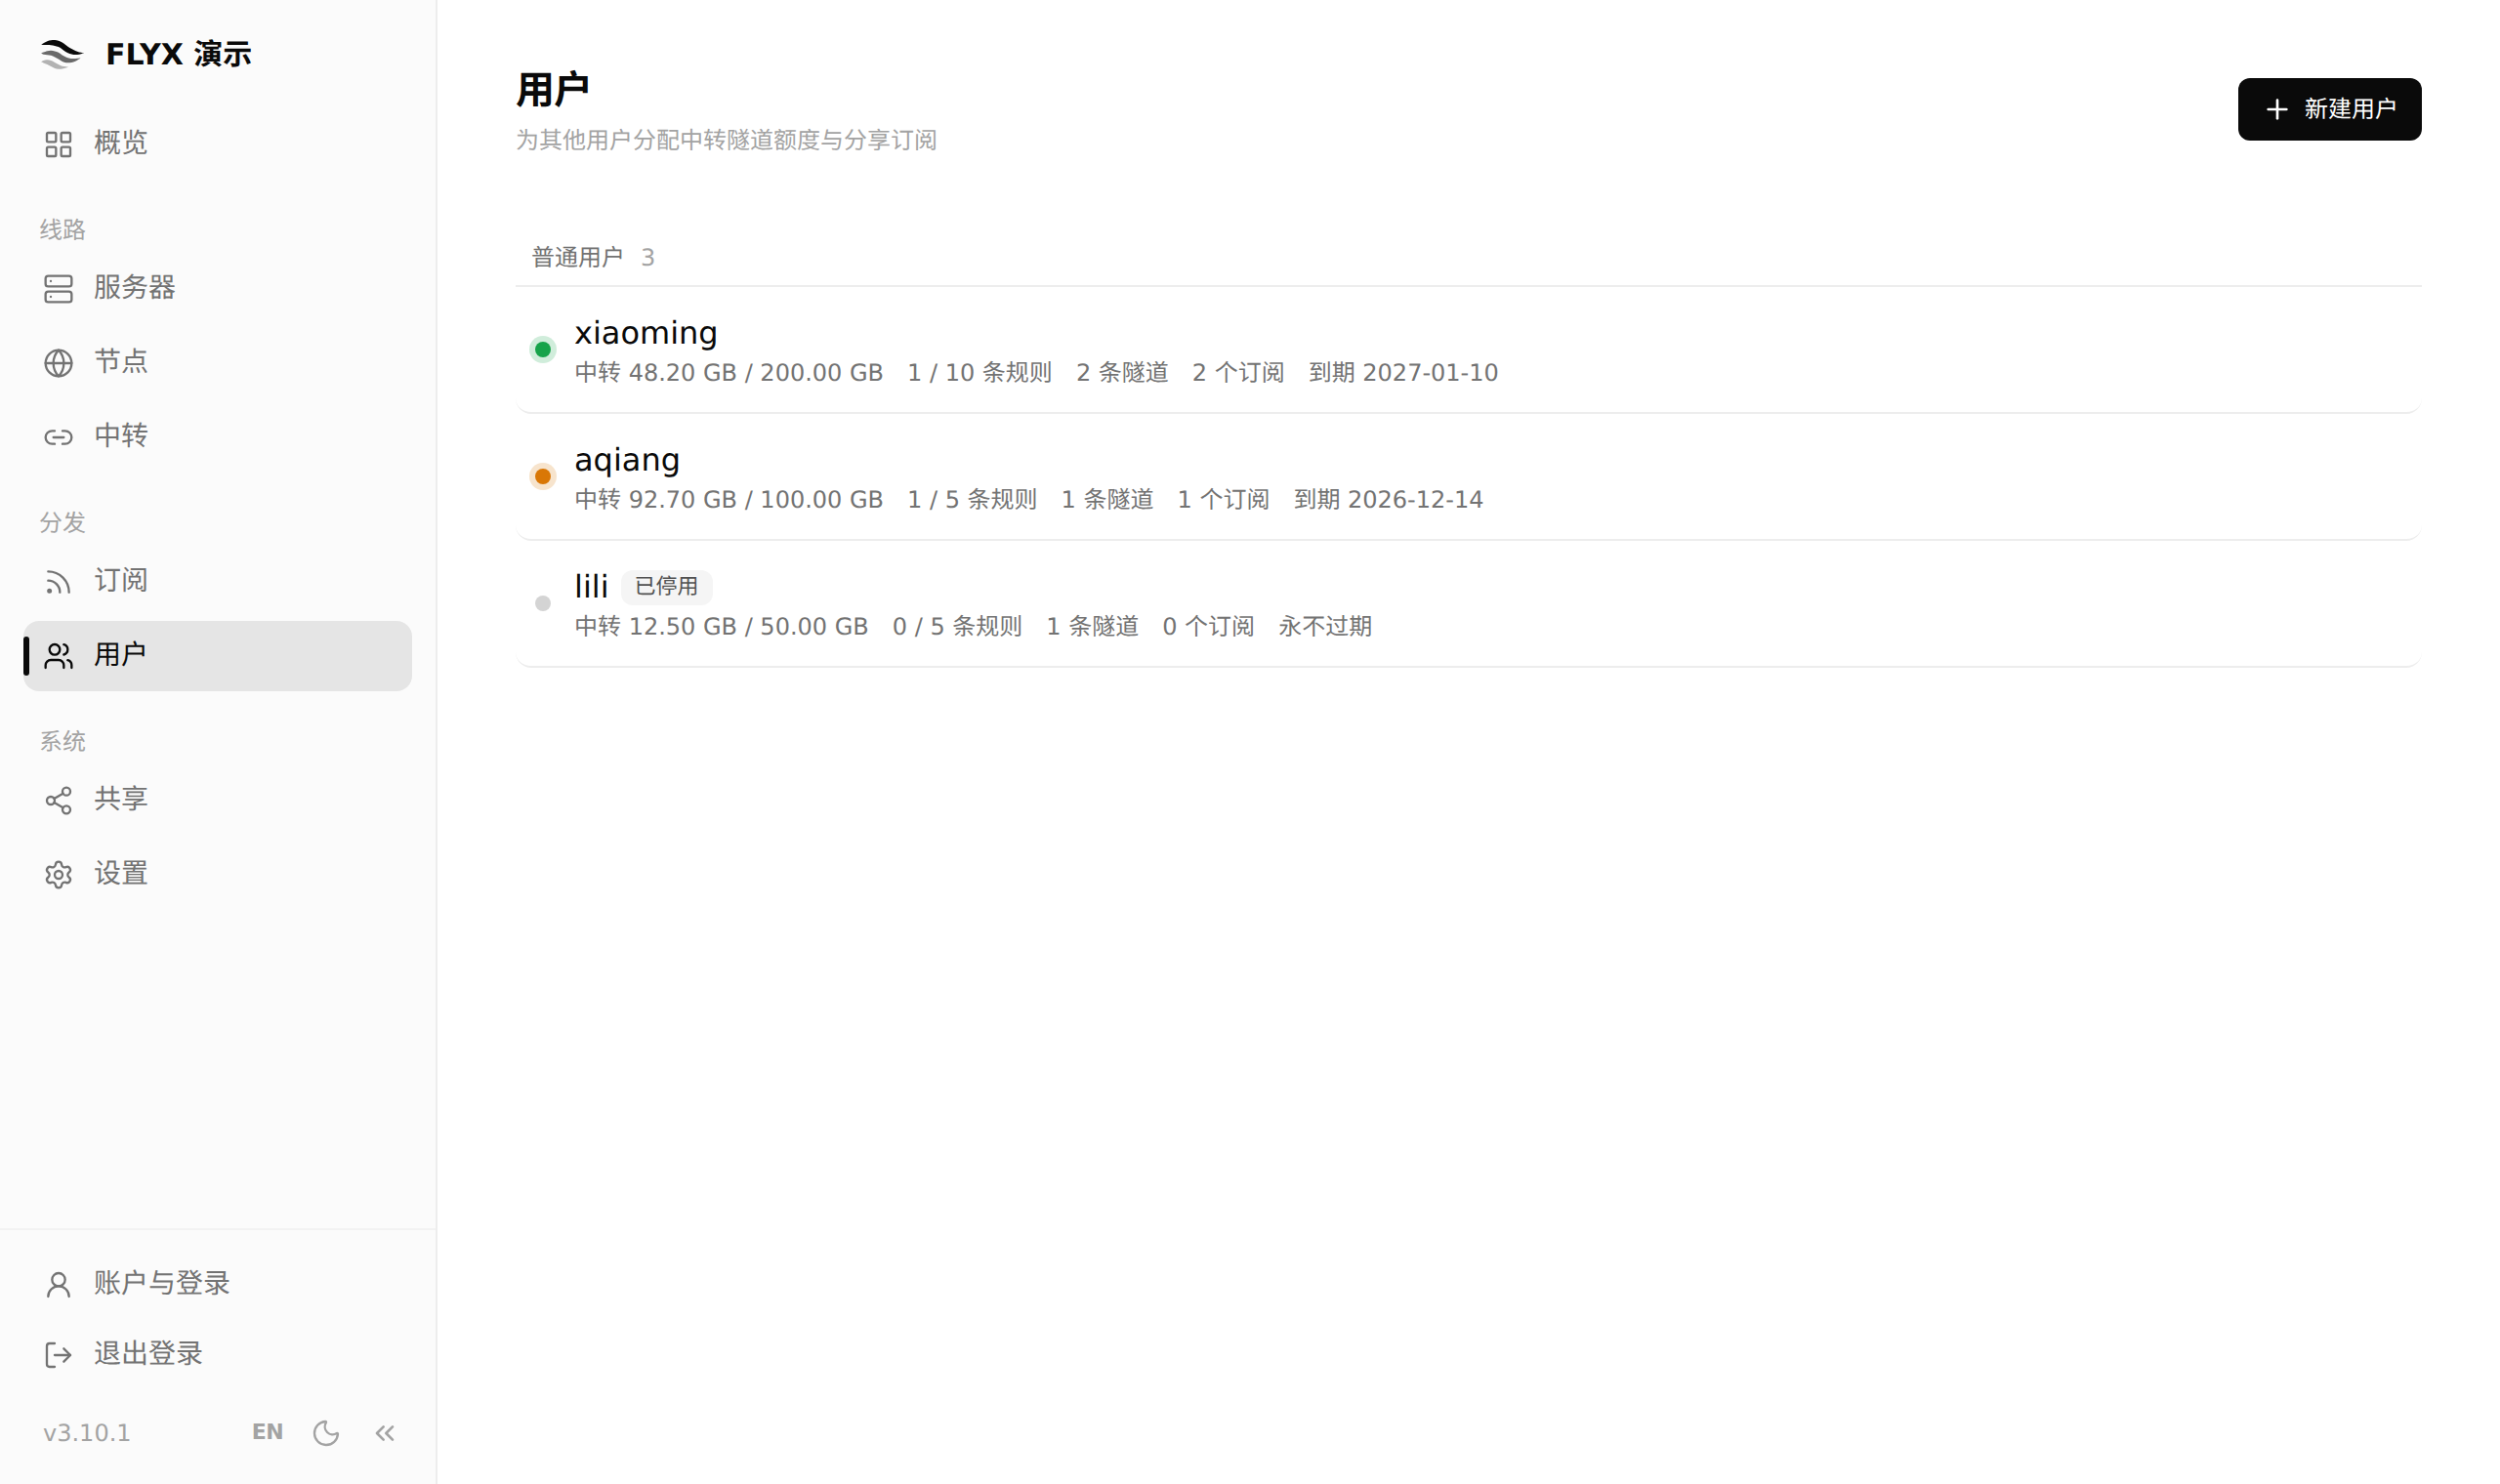 FLYX 演示
概览
线路
服务器
节点
中转
分发
订阅
用户
系统
共享
设置
账户与登录
退出登录
v3.10.1 EN
用户
为其他用户分配中转隧道额度与分享订阅
新建用户
普通用户 3
xiaoming
中转 48.20 GB / 200.00 GB 1 / 10 条规则 2 条隧道 2 个订阅 到期 2027-01-10
aqiang
中转 92.70 GB / 100.00 GB 1 / 5 条规则 1 条隧道 1 个订阅 到期 2026-12-14
lili 已停用
中转 12.50 GB / 50.00 GB 0 / 5 条规则 1 条隧道 0 个订阅 永不过期